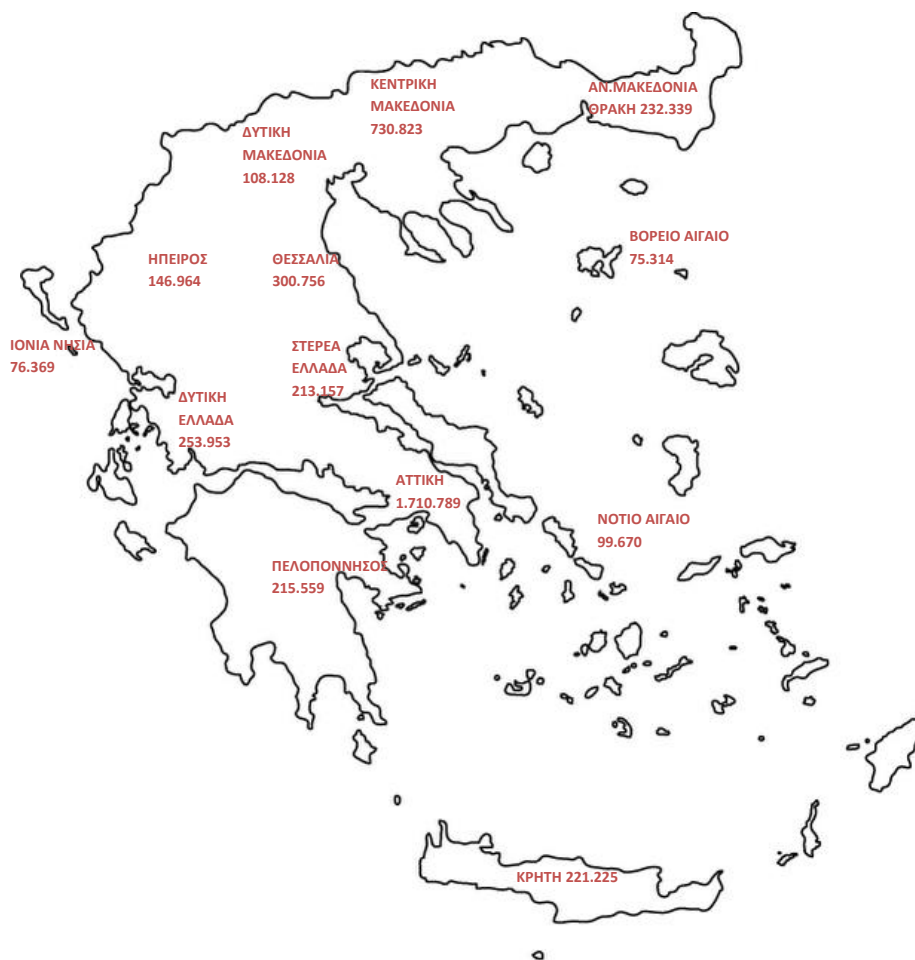 ΚΕΝΤΡΙΚΗ
ΜΑΚΕΔΟΝΙΑ
730.823
ΑΝ.ΜΑΚΕΔΟΝΙΑ
ΘΡΑΚΗ 232.339
ΔΥΤΙΚΗ
ΜΑΚΕΔΟΝΙΑ
108.128
ΗΠΕΙΡΟΣ
146.964
ΘΕΣΣΑΛΙΑ
300.756
ΒΟΡΕΙΟ ΑΙΓΑΙΟ
75.314
ΙΟΝΙΑ ΝΗΣΙΑ
76.369
ΣΤΕΡΕΑ
ΕΛΛΑΔΑ
213.157
ΔΥΤΙΚΗ
ΕΛΛΑΔΑ
253.953
ΑΤΤΙΚΗ
1.710.789
ΝΟΤΙΟ ΑΙΓΑΙΟ
99.670
ΠΕΛΟΠΟΝΝΗΣΟΣ
215.559
ΚΡΗΤΗ 221.225